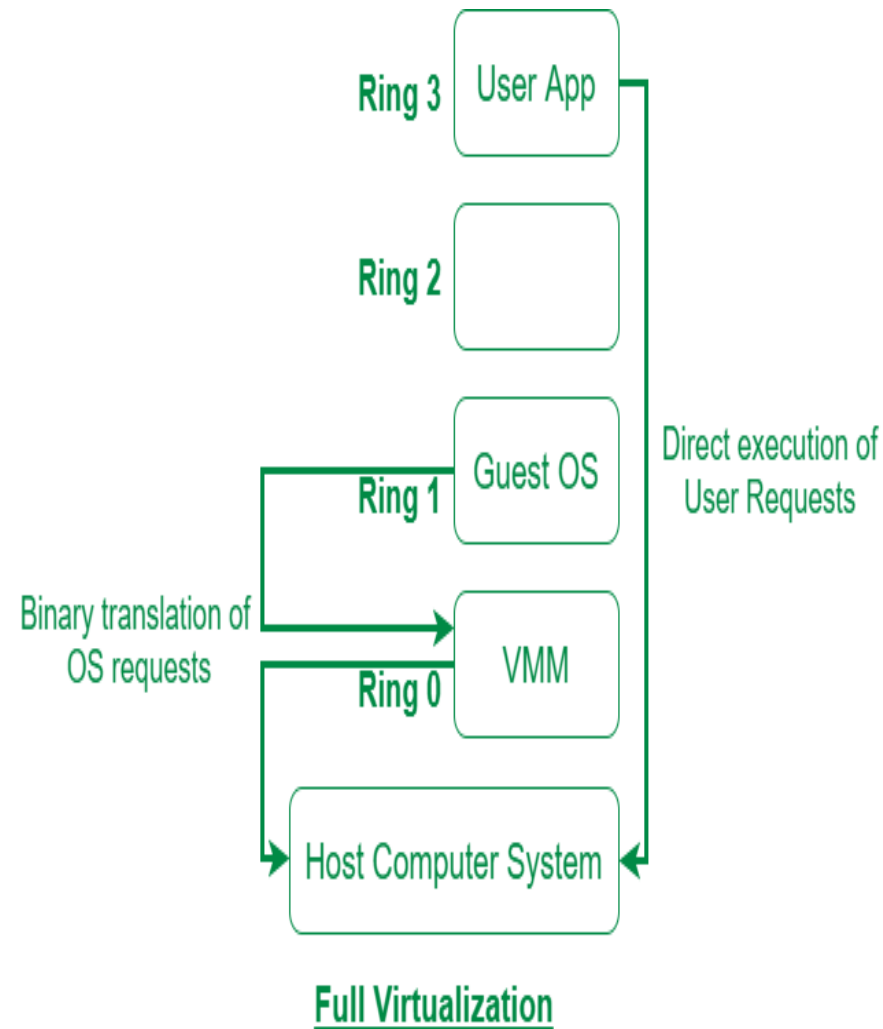 Ring 3
User App
Ring 2
Ring 1
Guest OS
Direct execution of
User Requests
Binary translation of
OS requests
Ring 0
VMM
Host Computer System
Full Virtualization